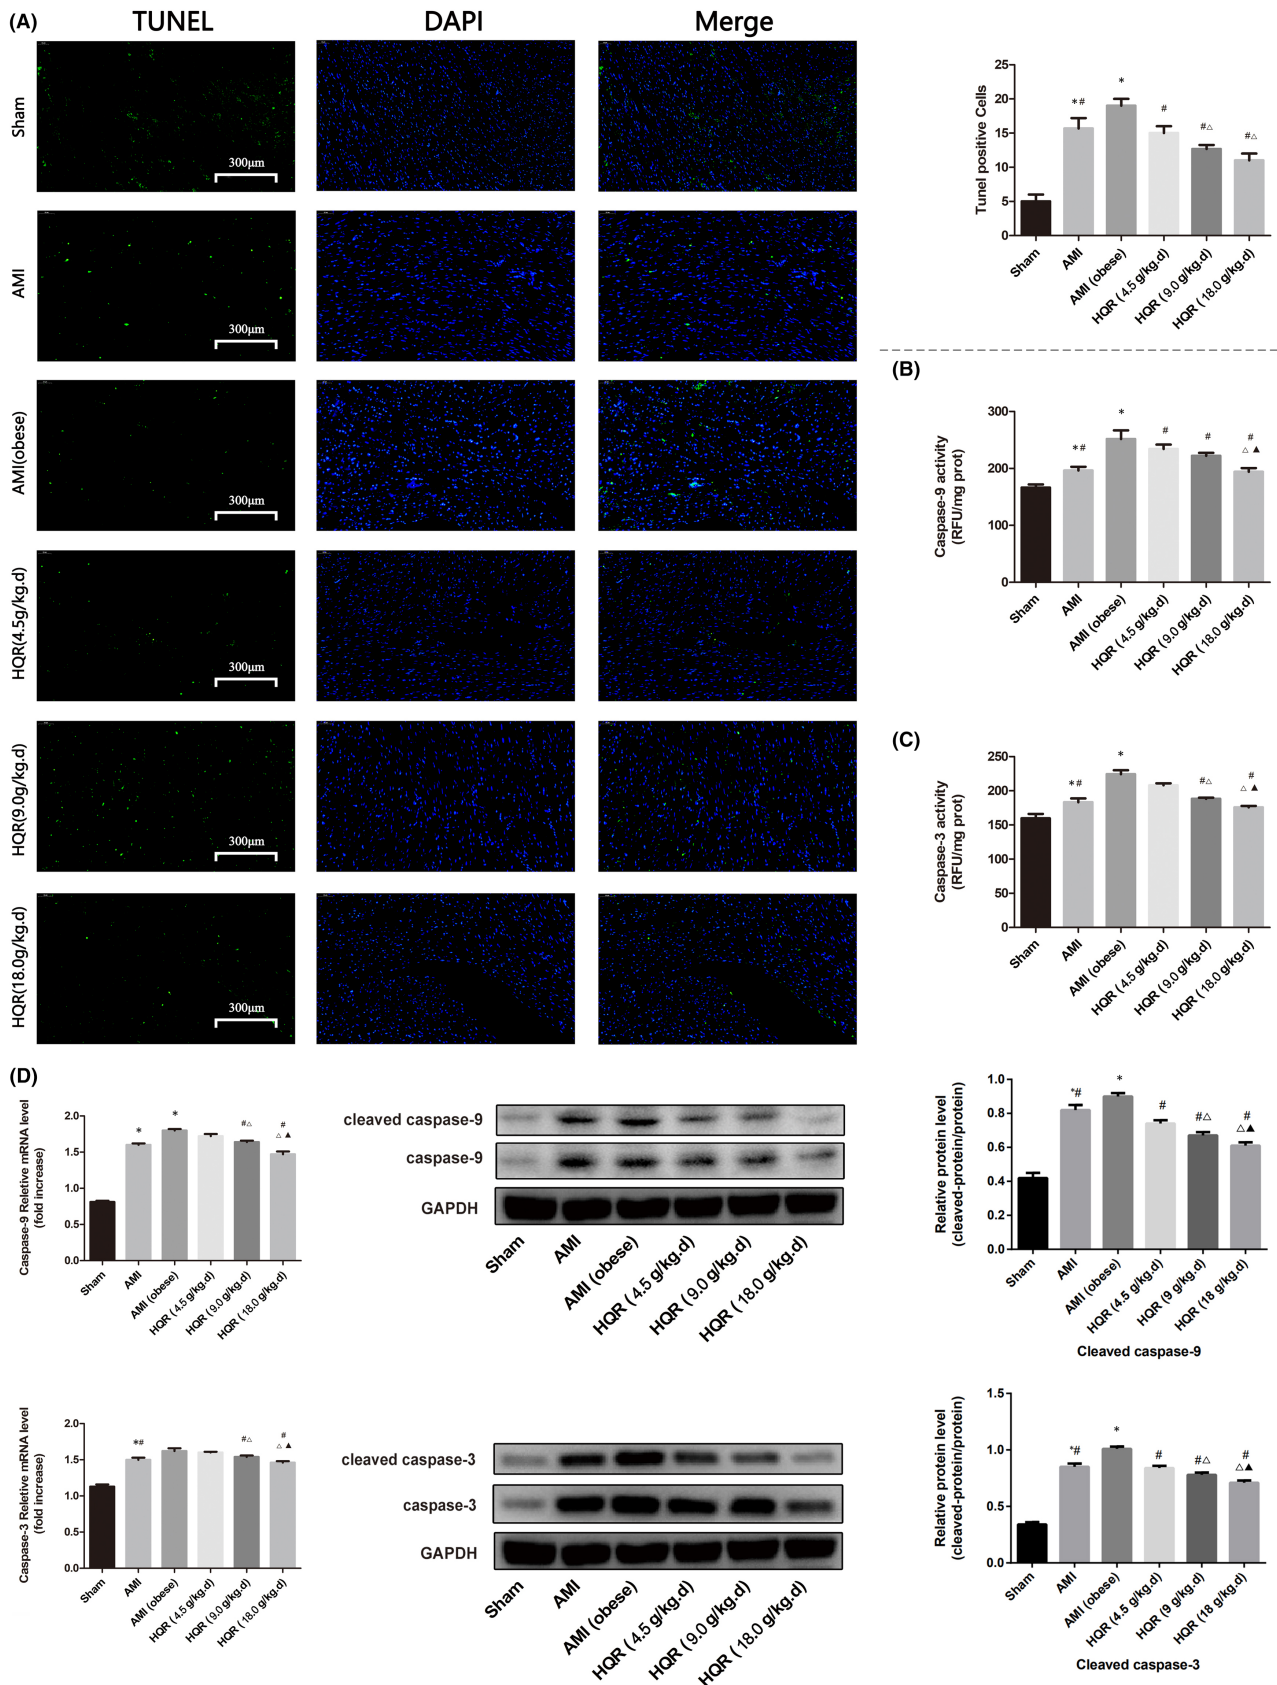 (A)
TUNEL
DAPI
Merge
Sham
300μm
AMI
300μm
AMI(obese)
300μm
HQR(4.5g/kg.d)
300μm
HQR(9.0g/kg.d)
300μm
HQR(18.0g/kg.d)
300μm
Tunel positive Cells
25
20
15
10
5
0
*#
*
#
#△
#△
Sham
AMI
AMI (obese)
HQR ( 4.5 g/kg.d)
HQR ( 9.0 g/kg.d)
HQR ( 18.0 g/kg.d)
(B)
Caspase-9 activity
(RFU/mg prot)
300
200
100
0
*#
*
#
#
#
△ ▲
Sham
AMI
AMI (obese)
HQR ( 4.5 g/kg.d)
HQR ( 9.0 g/kg.d)
HQR ( 18.0 g/kg.d)
(C)
Caspase-3 activity
(RFU/mg prot)
250
200
150
100
50
0
*#
*
#△
#
△ ▲
Sham
AMI
AMI (obese)
HQR ( 4.5 g/kg.d)
HQR ( 9.0 g/kg.d)
HQR ( 18.0 g/kg.d)
(D)
Caspase-9 Reletive mRNA level
(fold increase)
2.0
1.5
1.0
0.5
0.0
*
*
#△
#
△ ▲
Sham
AMI
AMI (obese)
HQR ( 4.5 g/kg.d)
HQR ( 9.0 g/kg.d)
HQR ( 18.0 g/kg.d)
cleaved caspase-9
caspase-9
GAPDH
Sham
AMI
AMI (obese)
HQR ( 4.5 g/kg.d)
HQR ( 9.0 g/kg.d)
HQR ( 18.0 g/kg.d)
Relative protein level
(cleaved-protein/protein)
1.0
0.8
0.6
0.4
0.2
0.0
*#
*
#
#△
#
△▲
Sham
AMI
AMI (obese)
HQR (4.5 g/kg.d)
HQR (9 g/kg.d)
HQR (18 g/kg.d)
Cleaved caspase-9
Caspase-3 Reletive mRNA level
(fold increase)
2.0
1.5
1.0
0.5
0.0
*#
#△
#
△ ▲
Sham
AMI
AMI (obese)
HQR ( 4.5 g/kg.d)
HQR ( 9.0 g/kg.d)
HQR ( 18.0 g/kg.d)
cleaved caspase-3
caspase-3
GAPDH
Sham
AMI
AMI (obese)
HQR ( 4.5 g/kg.d)
HQR ( 9.0 g/kg.d)
HQR ( 18.0 g/kg.d)
Relative protein level
(cleaved-protein/protein)
1.5
1.0
0.5
0.0
*#
*
#
#△
#
△▲
Sham
AMI
AMI (obese)
HQR (4.5 g/kg.d)
HQR (9 g/kg.d)
HQR (18 g/kg.d)
Cleaved caspase-3